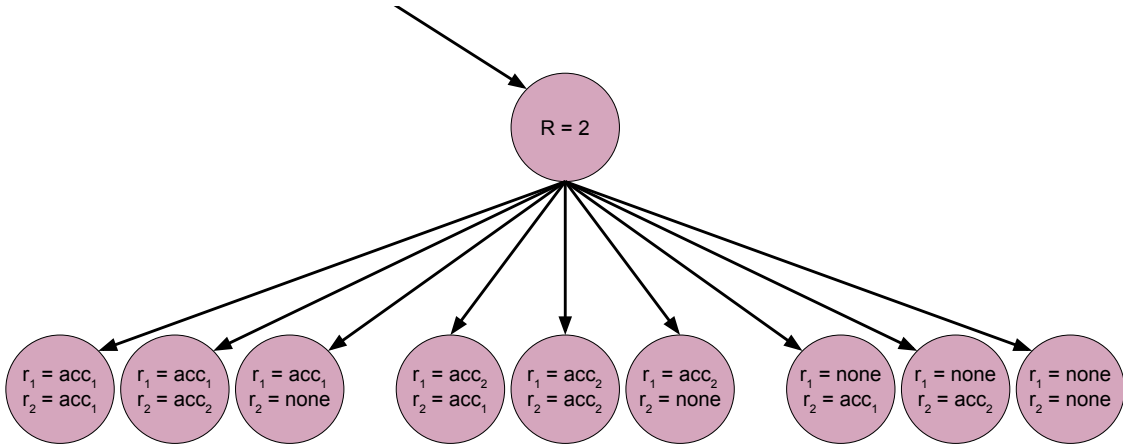 R = 2
r₁ = acc₁
r₂ = acc₁
r₁ = acc₁
r₂ = acc₂
r₁ = acc₁
r₂ = none
r₁ = acc₂
r₂ = acc₁
r₁ = acc₂
r₂ = acc₂
r₁ = acc₂
r₂ = none
r₁ = none
r₂ = acc₁
r₁ = none
r₂ = acc₂
r₁ = none
r₂ = none